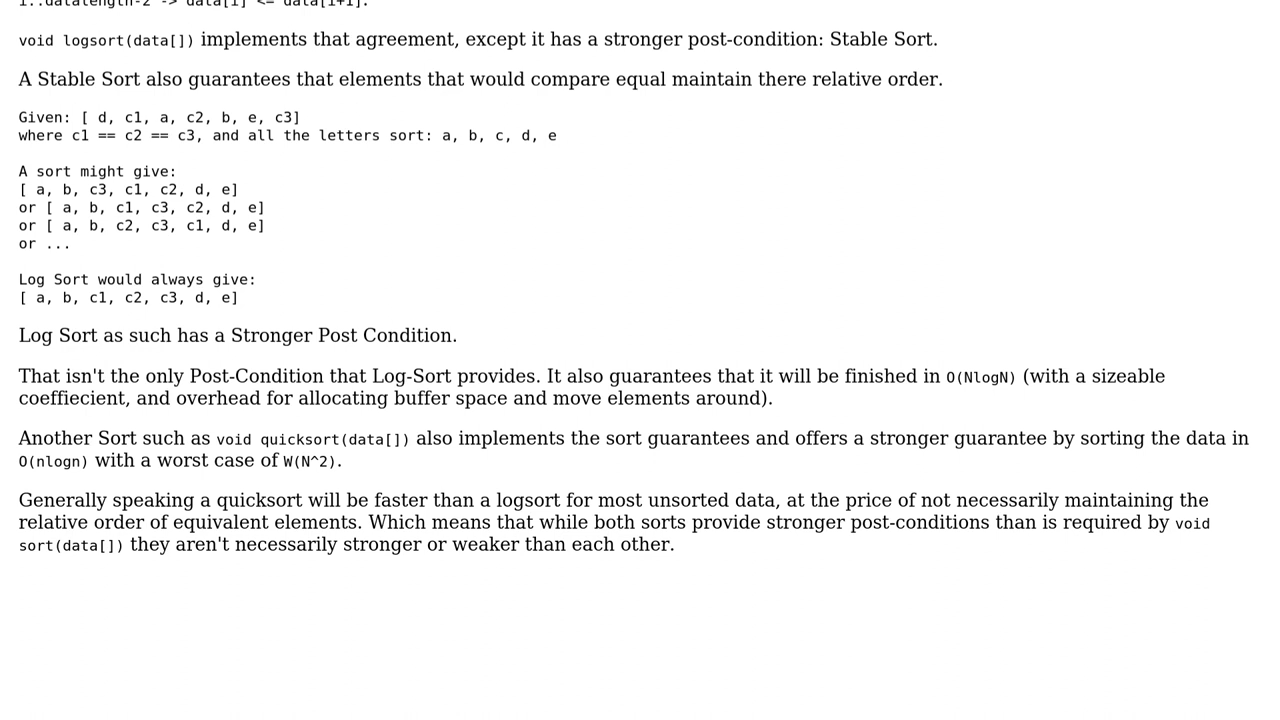 1..datalength-2 -> data[i] <= data[i+1].
void logsort(data[]) implements that agreement, except it has a stronger post-condition: Stable Sort.
A Stable Sort also guarantees that elements that would compare equal maintain there relative order.
Given: [ d, c1, a, c2, b, e, c3]
where c1 == c2 == c3, and all the letters sort: a, b, c, d, e
A sort might give:
[ a, b, c3, c1, c2, d, e]
or [ a, b, c1, c3, c2, d, e]
or [ a, b, c2, c3, c1, d, e]
or ...
Log Sort would always give:
[ a, b, c1, c2, c3, d, e]
Log Sort as such has a Stronger Post Condition.
That isn't the only Post-Condition that Log-Sort provides. It also guarantees that it will be finished in O(NlogN) (with a sizeable
coeffiecient, and overhead for allocating buffer space and move elements around).
Another Sort such as void quicksort(data[]) also implements the sort guarantees and offers a stronger guarantee by sorting the data in
O(nlogn) with a worst case of W(N^2).
Generally speaking a quicksort will be faster than a logsort for most unsorted data, at the price of not necessarily maintaining the
relative order of equivalent elements. Which means that while both sorts provide stronger post-conditions than is required by void
sort(data[]) they aren't necessarily stronger or weaker than each other.